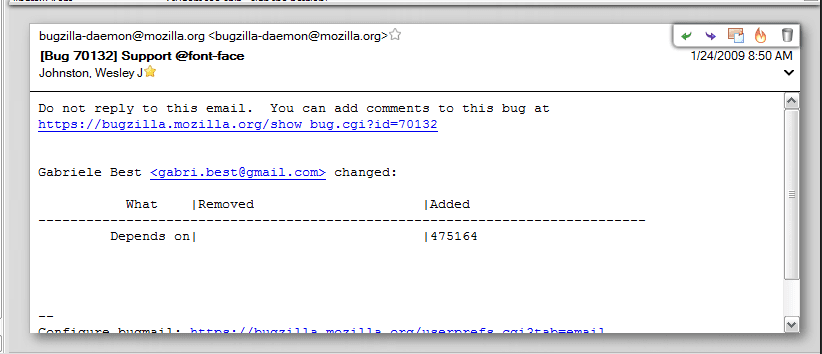 bugzilla-daemon@mozilla.org <bugzilla-daemon@mozilla.org>
[Bug 70132] Support @font-face 1/24/2009 8:50 AM
Johnston, Wesley J
Do not reply to this email.  You can add comments to this bug at
https://bugzilla.mozilla.org/show_bug.cgi?id=70132
Gabriele Best <gabri.best@gmail.com> changed:
What |Removed |Added
--------------------------------------------------------------------------------
Depends on| |475164
--
Configure bugmail: https://bugzilla.mozilla.org/userprefs.cgi?tab=email